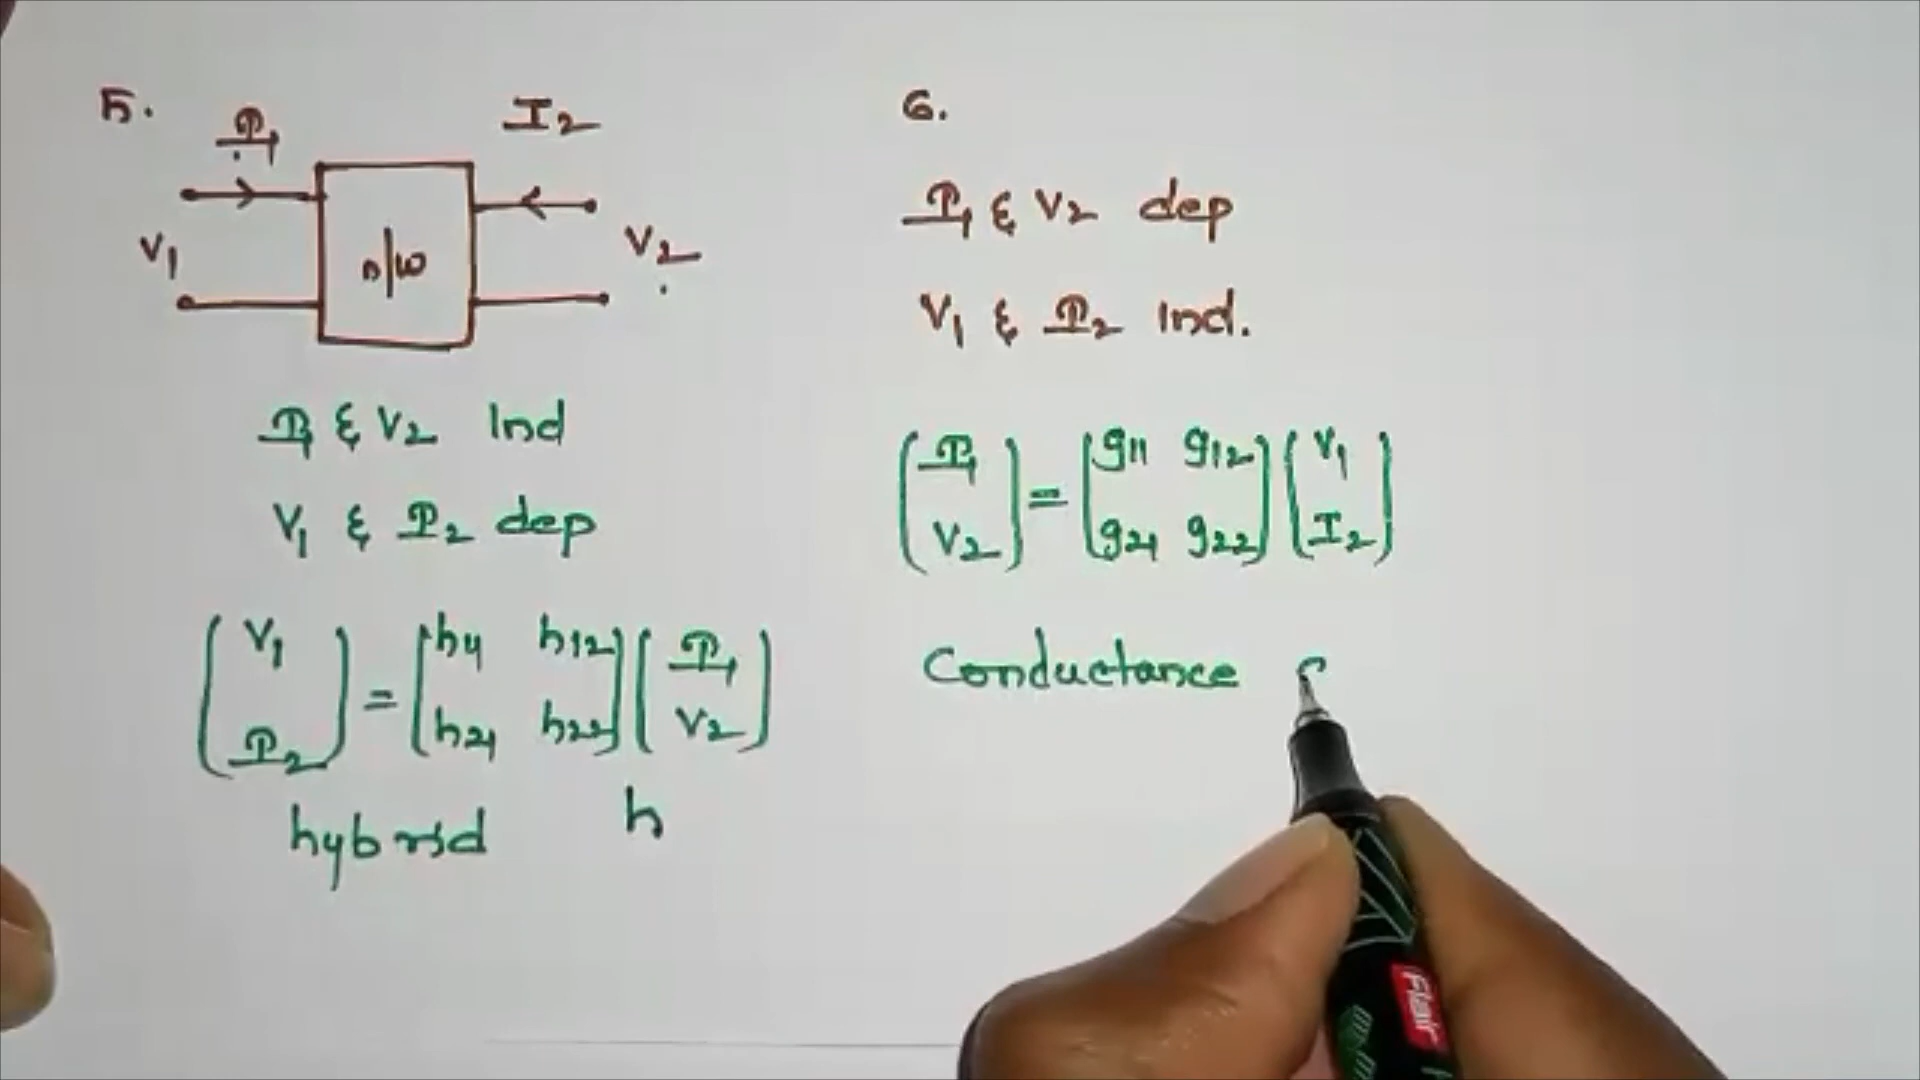 5.
I1 I2
V1 n/w V2
I1 & V2 Ind
V1 & I2 dep
[V1 I2] = [h11 h12 h21 h22] [I1 V2]
hybrid h
6.
I1 & V2 dep
V1 & I2 Ind.
[I1 V2] = [g11 g12 g21 g22] [V1 I2]
Conductance
Flair